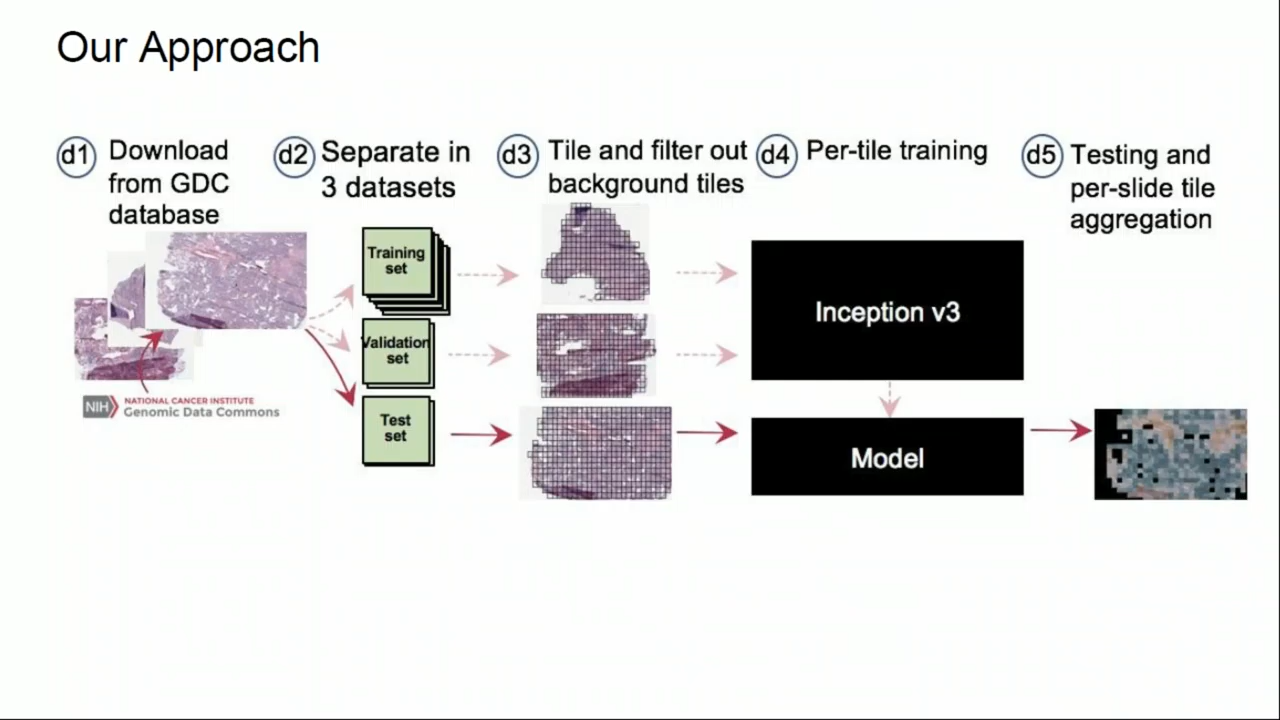 Our Approach
d1 Download
from GDC
database
d2 Separate in
3 datasets
d3 Tile and filter out
background tiles
d4 Per-tile training
d5 Testing and
per-slide tile
aggregation
Training
set
Validation
set
Test
set
Inception v3
Model
NIH NATIONAL CANCER INSTITUTE
Genomic Data Commons